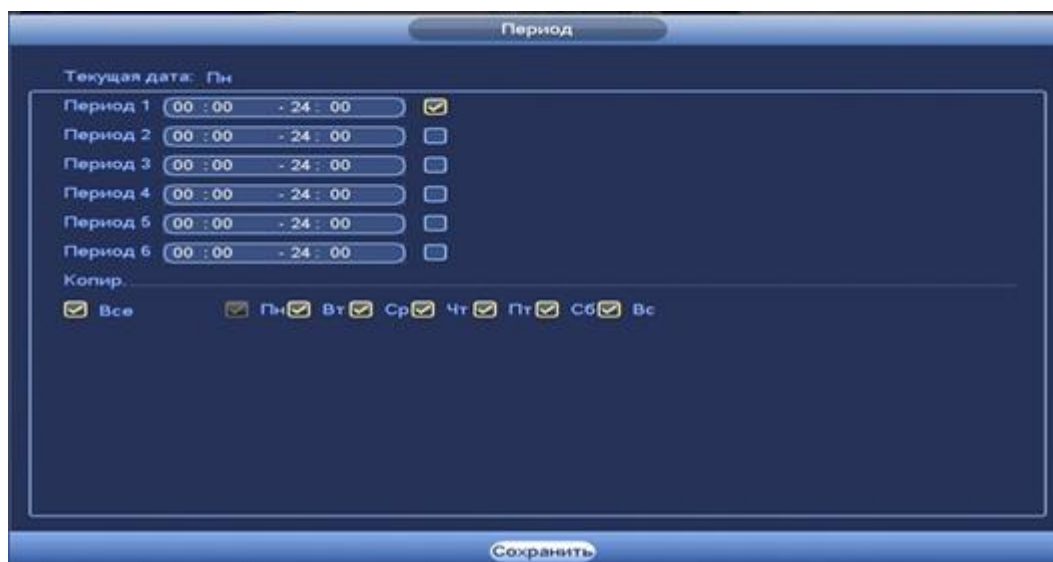 Период
Текущая дата: Пн
Период 1 00 : 00 - 24 : 00
Период 2 00 : 00 - 24 : 00
Период 3 00 : 00 - 24 : 00
Период 4 00 : 00 - 24 : 00
Период 5 00 : 00 - 24 : 00
Период 6 00 : 00 - 24 : 00
Копир.
Все Пн Вт Ср Чт Пт Сб Вс
Сохранить